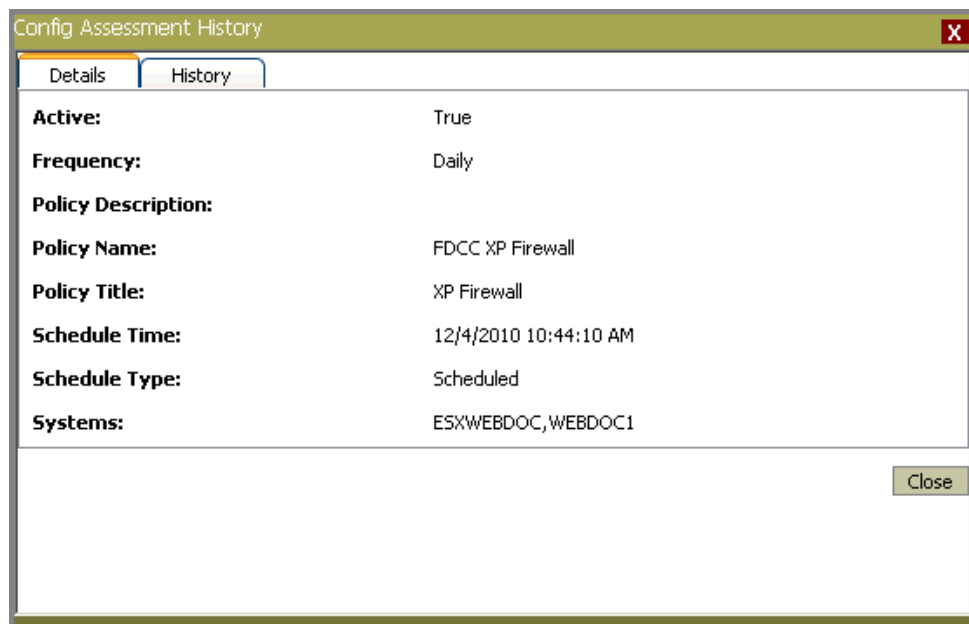 Config Assessment History
X
Details History
Active: True
Frequency: Daily
Policy Description:
Policy Name: FDCC XP Firewall
Policy Title: XP Firewall
Schedule Time: 12/4/2010 10:44:10 AM
Schedule Type: Scheduled
Systems: ESXWEBDOC,WEBDOC1
Close